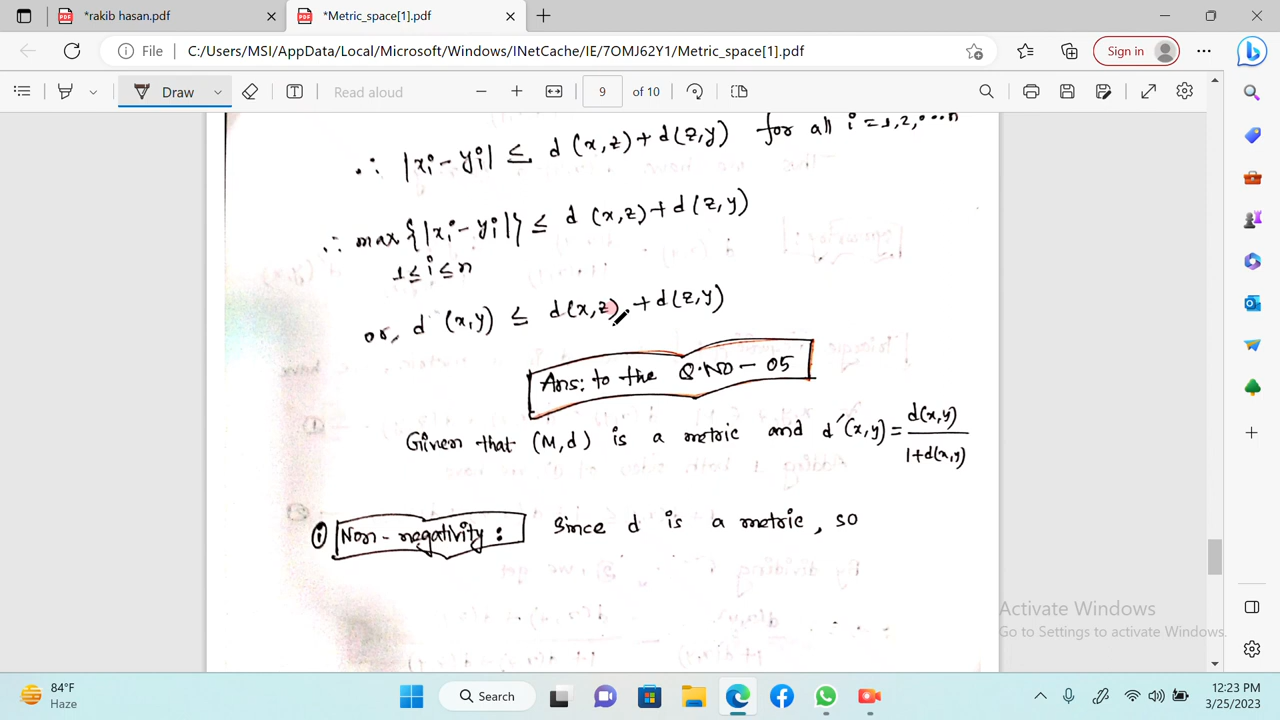 *rakib hasan.pdf
*Metric_space[1].pdf
File C:/Users/MSI/AppData/Local/Microsoft/Windows/INetCache/IE/7OMJ62Y1/Metric_space[1].pdf
Sign in
Draw
Read aloud
9 of 10
∴ |xi - yi| ≤ d(x,z) + d(z,y) for all i = 1,2,...n
∴ max{|xi - yi|} ≤ d(x,z) + d(z,y)
1 ≤ i ≤ n
or, d(x,y) ≤ d(x,z) + d(z,y)
Ans: to the Q.NO - 05
Given that (M,d) is a metric and d'(x,y) = d(x,y)
1+d(x,y)
i Non-negativity: Since d is a metric, so
Activate Windows
Go to Settings to activate Windows.
84°F
Haze
Search
12:23 PM
3/25/2023